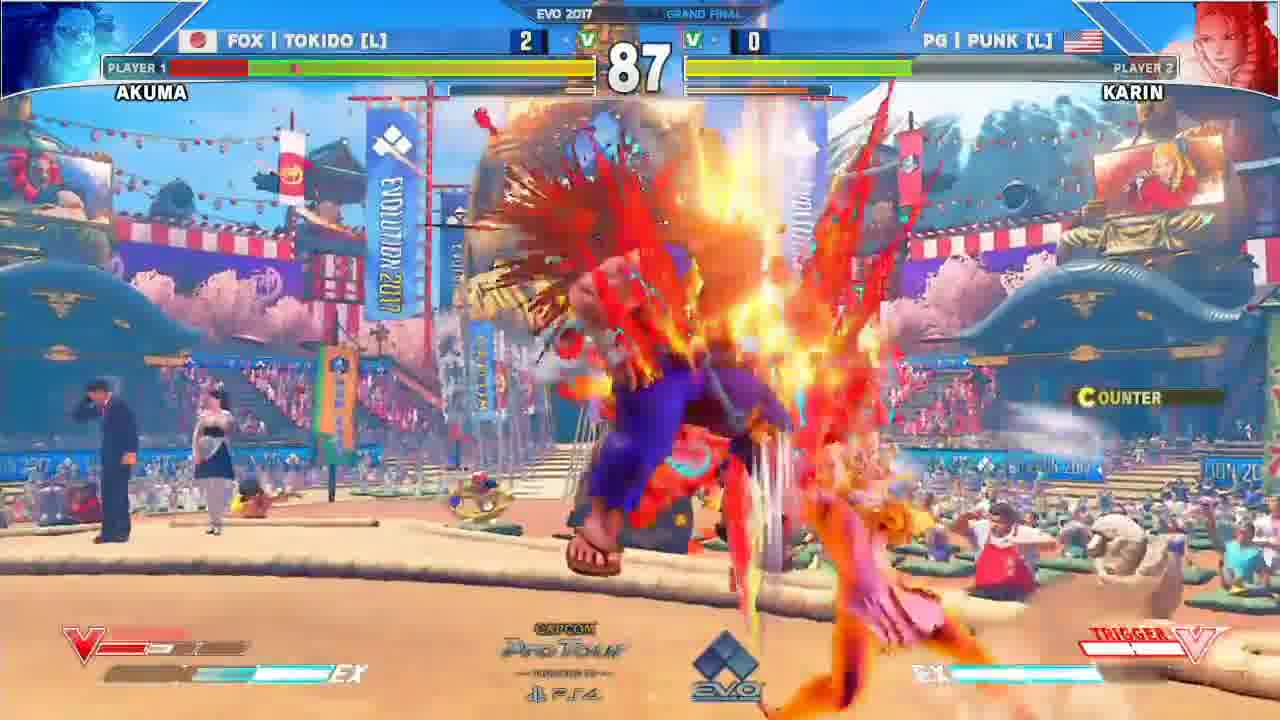 EVO 2017 GRAND FINAL
FOX | TOKIDO [L] 2 V 87 V 0 PG | PUNK [L]
PLAYER 1 PLAYER 2
AKUMA KARIN
EVOLUTION 2017
COUNTER
V TRIGGER V
EX EX
CAPCOM
PRO TOUR
PS4
EVO